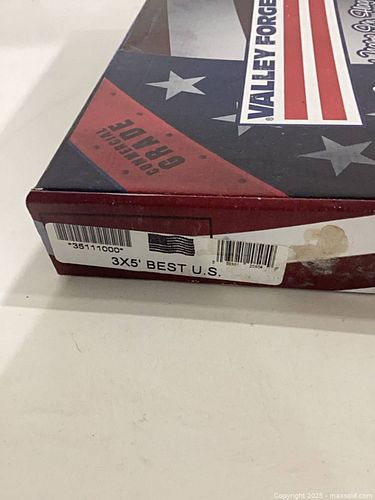 VALLEY FORGE
®
COMMERCIAL
GRADE
*35111000*
3X5' BEST U.S.
Copyright 2025 - maxsold.com